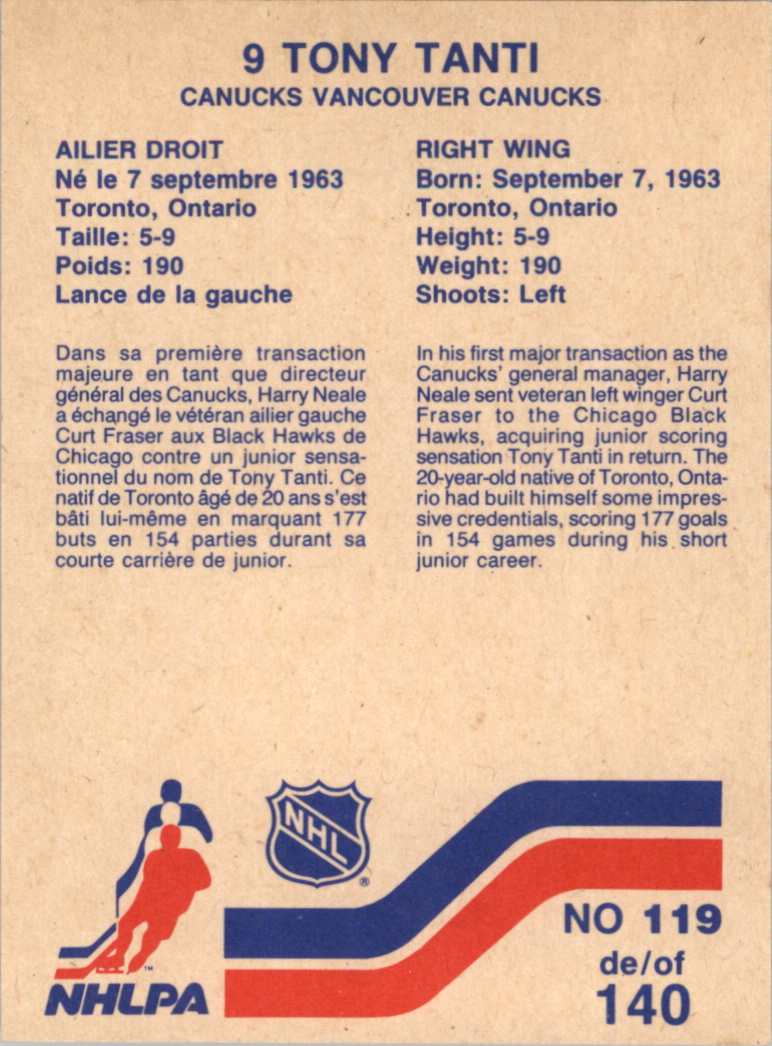 9 TONY TANTI
CANUCKS VANCOUVER CANUCKS
AILIER DROIT
Né le 7 septembre 1963
Toronto, Ontario
Taille: 5-9
Poids: 190
Lance de la gauche
RIGHT WING
Born: September 7, 1963
Toronto, Ontario
Height: 5-9
Weight: 190
Shoots: Left
Dans sa première transaction
majeure en tant que directeur
général des Canucks, Harry Neale
a échangé le vétéran ailier gauche
Curt Fraser aux Black Hawks de
Chicago contre un junior sensa-
tionnel du nom de Tony Tanti. Ce
natif de Toronto âgé de 20 ans s'est
bâti lui-même en marquant 177
buts en 154 parties durant sa
courte carrière de junior.
In his first major transaction as the
Canucks' general manager, Harry
Neale sent veteran left winger Curt
Fraser to the Chicago Black
Hawks, acquiring junior scoring
sensation Tony Tanti in return. The
20-year-old native of Toronto, Onta-
rio had built himself some impres-
sive credentials, scoring 177 goals
in 154 games during his short
junior career.
NHL
®
TM
NHLPA
NO 119
de/of
140